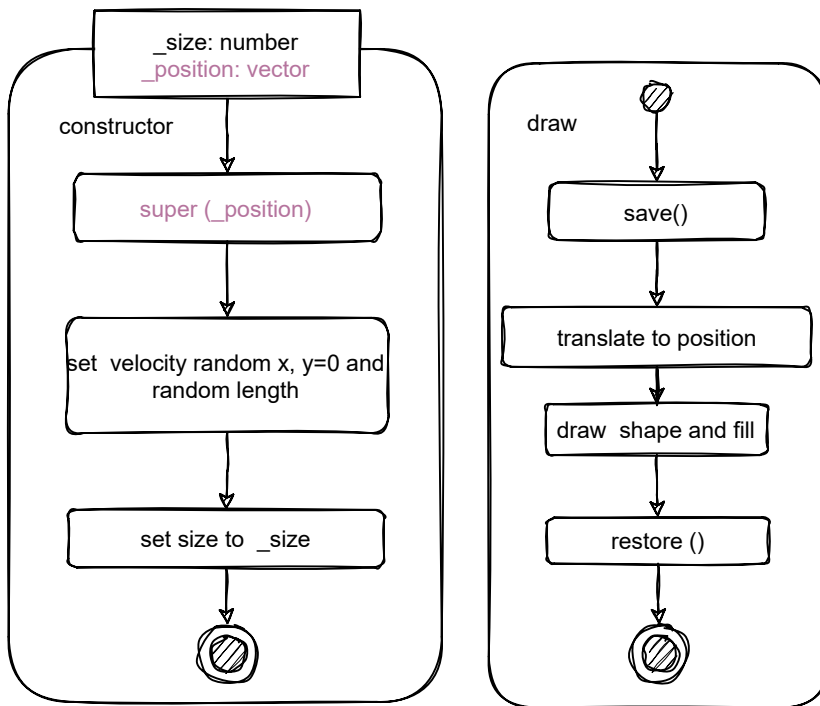 _size: number
_position: vector
constructor
super (_position)
set  velocity random x, y=0 and
random length
set size to  _size
draw
save()
translate to position
draw  shape and fill
restore ()